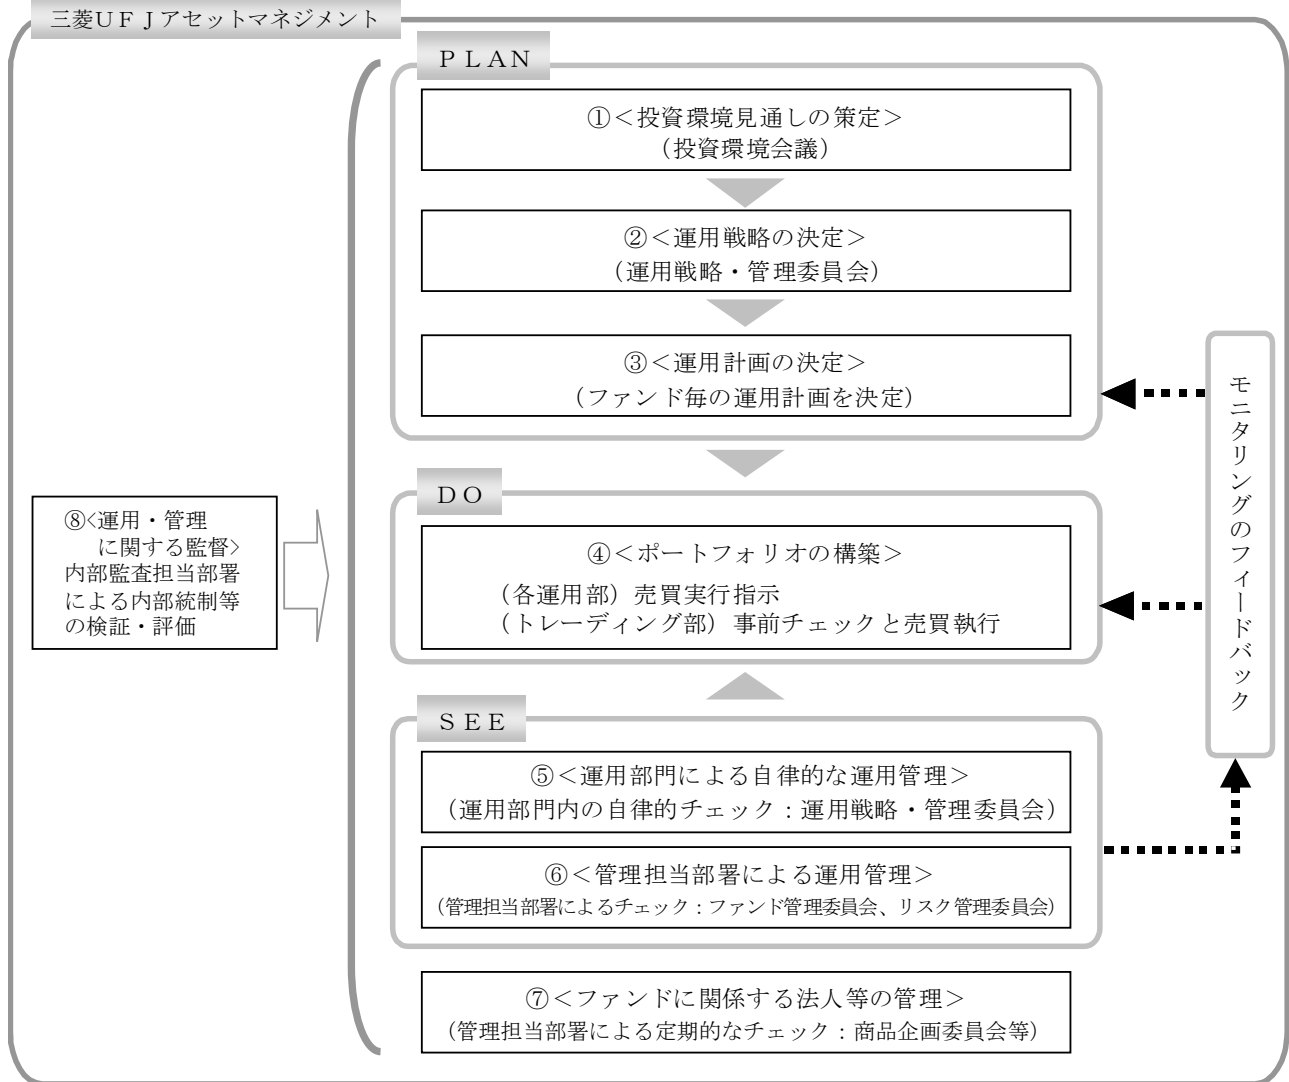 三菱ＵＦＪアセットマネジメント
ＰＬＡＮ
①＜投資環境見通しの策定＞
（投資環境会議）
②＜運用戦略の決定＞
（運用戦略・管理委員会）
③＜運用計画の決定＞
（ファンド毎の運用計画を決定）
ＤＯ
④＜ポートフォリオの構築＞
（各運用部）売買実行指示
（トレーディング部）事前チェックと売買執行
ＳＥＥ
⑤＜運用部門による自律的な運用管理＞
（運用部門内の自律的チェック：運用戦略・管理委員会）
⑥＜管理担当部署による運用管理＞
（管理担当部署によるチェック：ファンド管理委員会、リスク管理委員会）
⑦＜ファンドに関係する法人等の管理＞
（管理担当部署による定期的なチェック：商品企画委員会等）
⑧<運用・管理
に関する監督>
内部監査担当部署
による内部統制等
の検証・評価
モニタリングのフィードバック